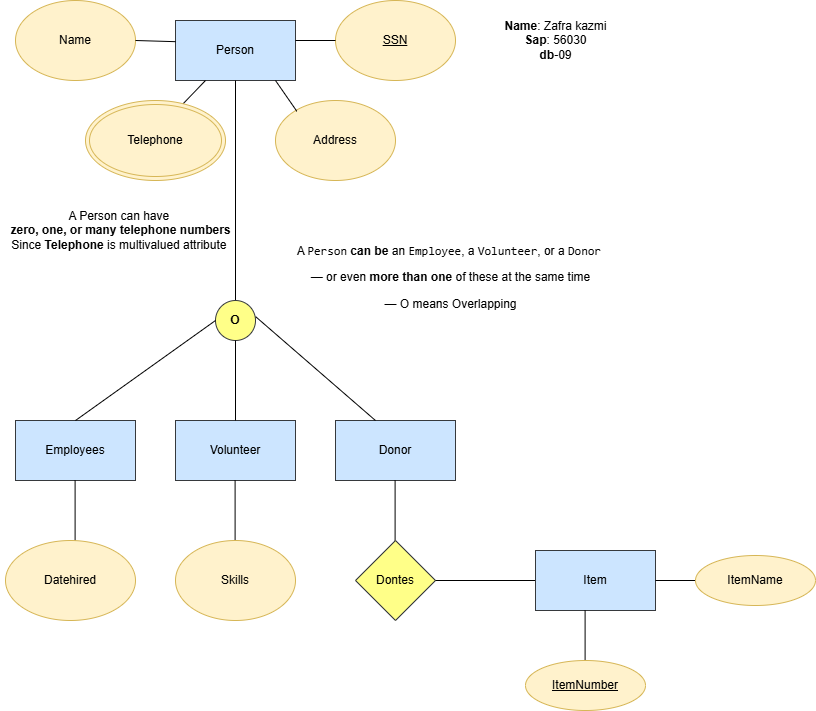 Name
Person
SSN
Name: Zafra kazmi
Sap: 56030
db-09
Telephone
Address
A Person can have
zero, one, or many telephone numbers
Since Telephone is multivalued attribute
A Person can be an Employee, a Volunteer, or a Donor
— or even more than one of these at the same time
— O means Overlapping
O
Employees
Volunteer
Donor
Datehired
Skills
Dontes
Item
ItemName
ItemNumber